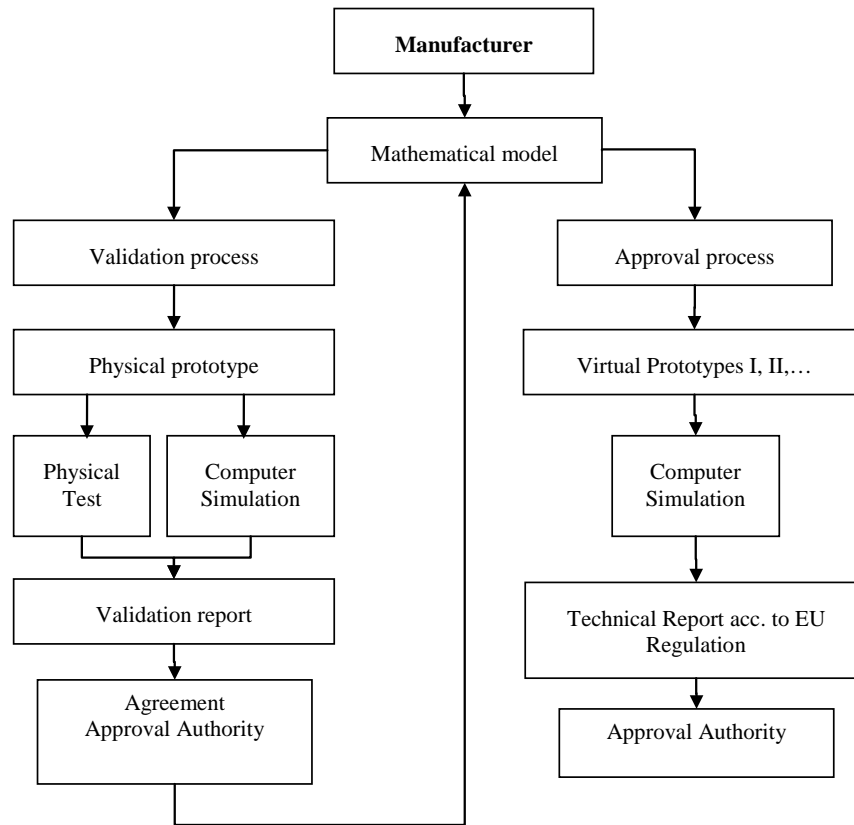 Manufacturer
Mathematical model
Validation process
Approval process
Physical prototype
Virtual Prototypes I, II,…
Physical
Test
Computer
Simulation
Computer
Simulation
Validation report
Technical Report acc. to EU
Regulation
Agreement
Approval Authority
Approval Authority